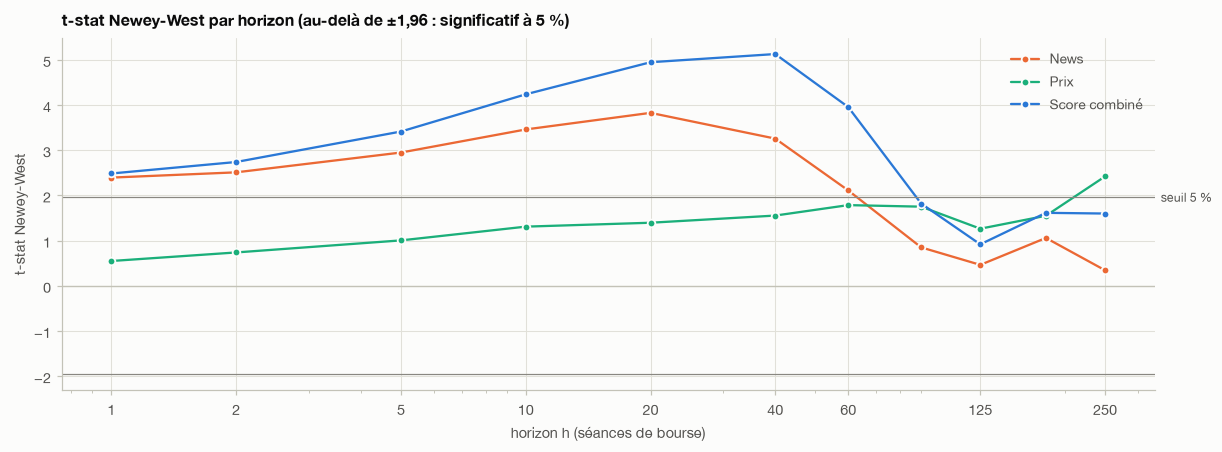 t-stat Newey-West par horizon (au-delà de ±1,96 : significatif à 5 %)
t-stat Newey-West
5
4
3
2
1
0
−1
−2
News
Prix
Score combiné
seuil 5 %
1 2 5 10 20 40 60 125 250
horizon h (séances de bourse)